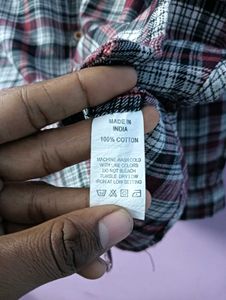 MADE IN
INDIA
100% COTTON
MACHINE WASH COLD
WITH LIKE COLORS
DO NOT BLEACH
TUMBLE DRY LOW
IRON AT LOW SETTING